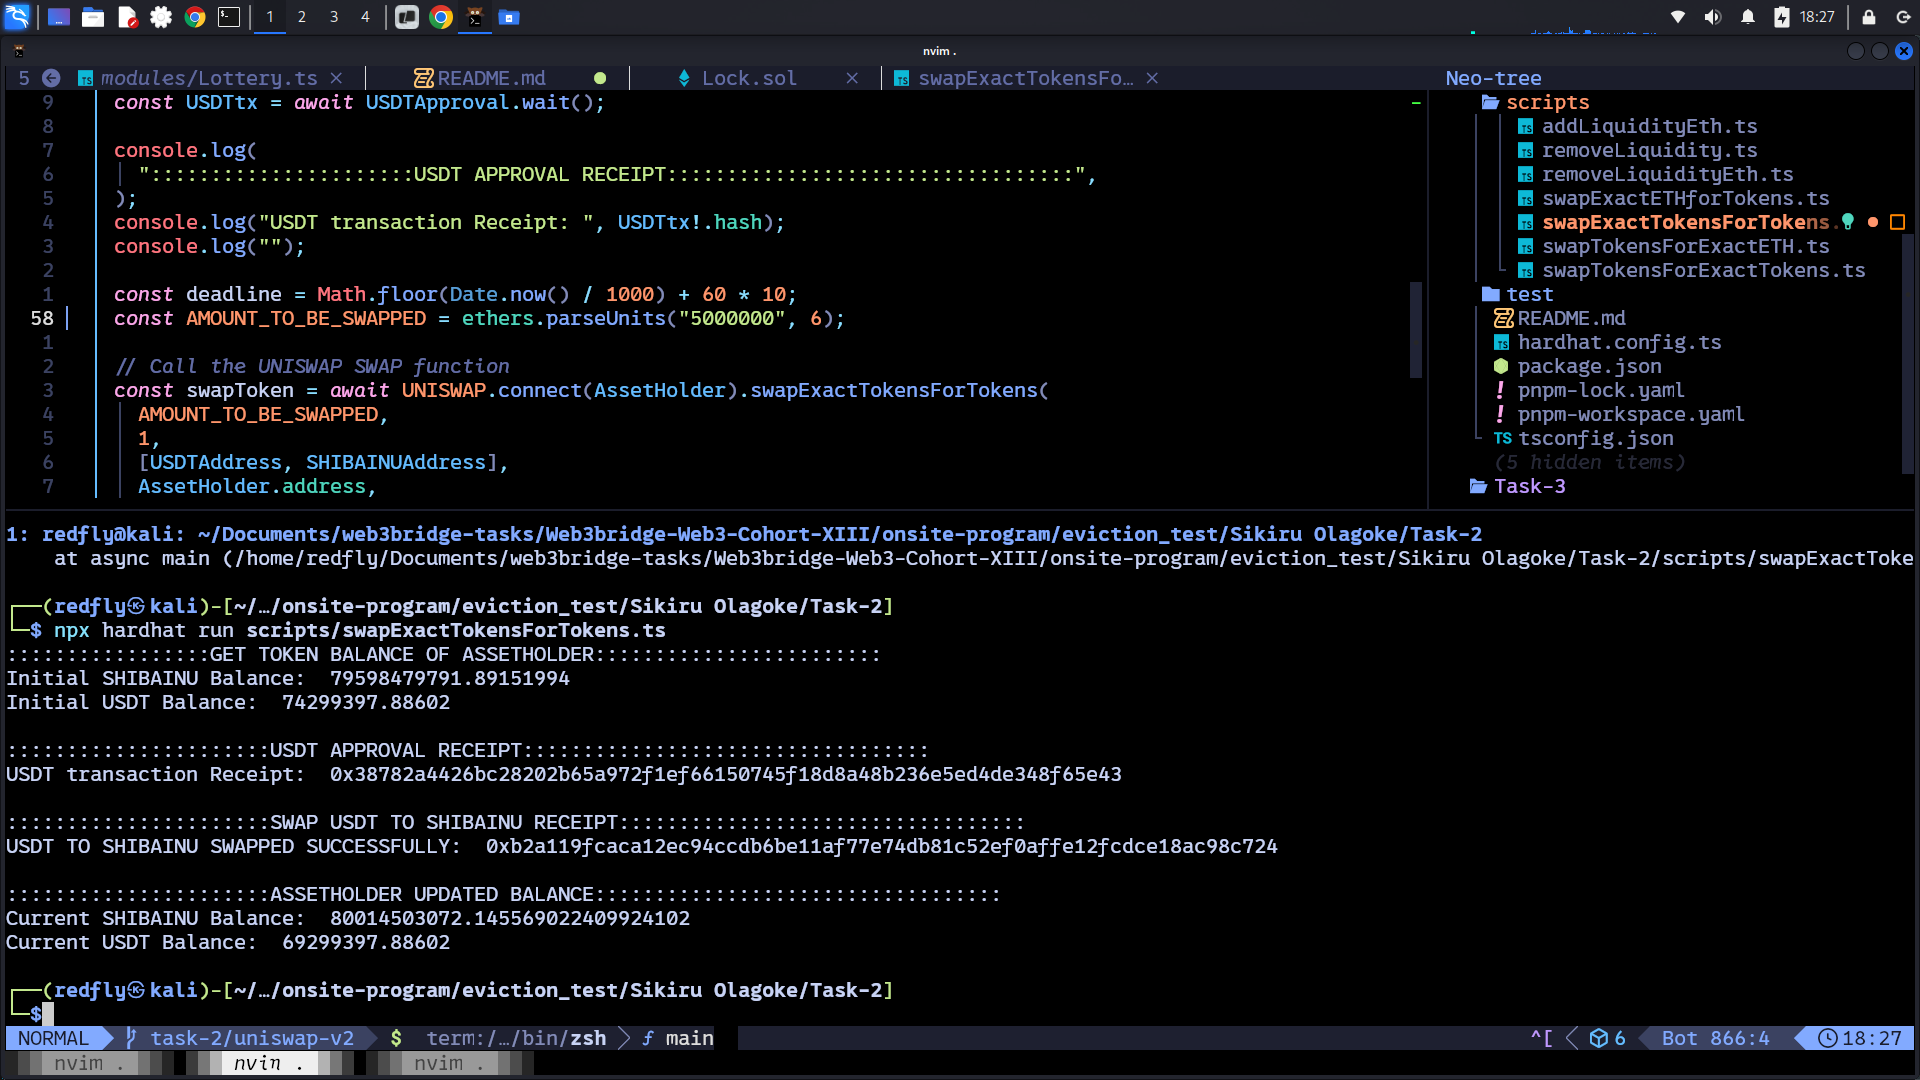 1 2 3 4 18:27
nvim .
5 modules/Lottery.ts × README.md Lock.sol × swapExactTokensFo… × Neo-tree
9 const USDTtx = await USDTApproval.wait();
8
7 console.log(
6 "::::::::::::::::::::::USDT APPROVAL RECEIPT::::::::::::::::::::::::::::::::::",
5 );
4 console.log("USDT transaction Receipt: ", USDTtx!.hash);
3 console.log("");
2
1 const deadline = Math.floor(Date.now() / 1000) + 60 * 10;
58 const AMOUNT_TO_BE_SWAPPED = ethers.parseUnits("5000000", 6);
1
2 // Call the UNISWAP SWAP function
3 const swapToken = await UNISWAP.connect(AssetHolder).swapExactTokensForTokens(
4 AMOUNT_TO_BE_SWAPPED,
5 1,
6 [USDTAddress, SHIBAINUAddress],
7 AssetHolder.address,
scripts
addLiquidityEth.ts
removeLiquidity.ts
removeLiquidityEth.ts
swapExactETHforTokens.ts
swapExactTokensForTokens.
swapTokensForExactETH.ts
swapTokensForExactTokens.ts
test
README.md
hardhat.config.ts
package.json
! pnpm-lock.yaml
! pnpm-workspace.yaml
TS tsconfig.json
(5 hidden items)
Task-3
1: redfly@kali: ~/Documents/web3bridge-tasks/Web3bridge-Web3-Cohort-XIII/onsite-program/eviction_test/Sikiru Olagoke/Task-2
at async main (/home/redfly/Documents/web3bridge-tasks/Web3bridge-Web3-Cohort-XIII/onsite-program/eviction_test/Sikiru Olagoke/Task-2/scripts/swapExactToke
┌──(redfly㉿kali)-[~/…/onsite-program/eviction_test/Sikiru Olagoke/Task-2]
└─$ npx hardhat run scripts/swapExactTokensForTokens.ts
:::::::::::::::::GET TOKEN BALANCE OF ASSETHOLDER::::::::::::::::::::::::
Initial SHIBAINU Balance: 79598479791.89151994
Initial USDT Balance: 74299397.88602
::::::::::::::::::::::USDT APPROVAL RECEIPT::::::::::::::::::::::::::::::::::
USDT transaction Receipt: 0x38782a4426bc28202b65a972f1ef66150745f18d8a48b236e5ed4de348f65e43
::::::::::::::::::::::SWAP USDT TO SHIBAINU RECEIPT::::::::::::::::::::::::::::::::::
USDT TO SHIBAINU SWAPPED SUCCESSFULLY: 0xb2a119fcaca12ec94ccdb6be11af77e74db81c52ef0affe12fcdce18ac98c724
::::::::::::::::::::::ASSETHOLDER UPDATED BALANCE::::::::::::::::::::::::::::::::::
Current SHIBAINU Balance: 80014503072.145569022409924102
Current USDT Balance: 69299397.88602
┌──(redfly㉿kali)-[~/…/onsite-program/eviction_test/Sikiru Olagoke/Task-2]
└─$
NORMAL task-2/uniswap-v2 $ term:/…/bin/zsh f main ^[ 6 Bot 866:4 18:27
nvim . nvim . nvim .